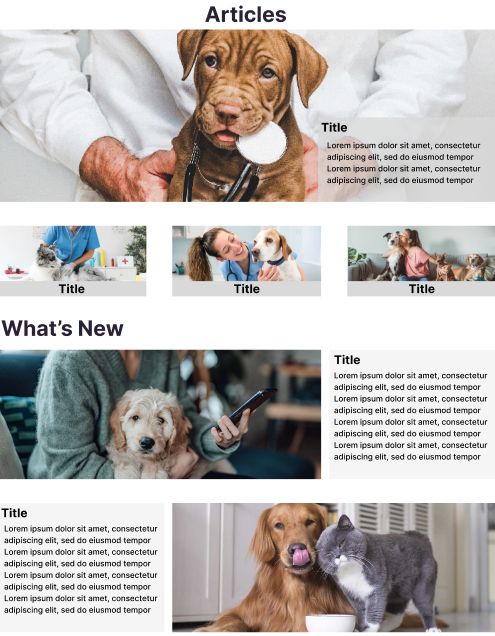 Articles
Title
Lorem ipsum dolor sit amet, consectetur
adipiscing elit, sed do eiusmod tempor
Lorem ipsum dolor sit amet, consectetur
adipiscing elit, sed do eiusmod tempor
Title
Title
Title
What’s New
Title
Lorem ipsum dolor sit amet, consectetur
adipiscing elit, sed do eiusmod tempor
Lorem ipsum dolor sit amet, consectetur
adipiscing elit, sed do eiusmod tempor
Lorem ipsum dolor sit amet, consectetur
adipiscing elit, sed do eiusmod tempor
Lorem ipsum dolor sit amet, consectetur
adipiscing elit, sed do eiusmod tempor
Title
Lorem ipsum dolor sit amet, consectetur
adipiscing elit, sed do eiusmod tempor
Lorem ipsum dolor sit amet, consectetur
adipiscing elit, sed do eiusmod tempor
Lorem ipsum dolor sit amet, consectetur
adipiscing elit, sed do eiusmod tempor
Lorem ipsum dolor sit amet, consectetur
adipiscing elit, sed do eiusmod tempor